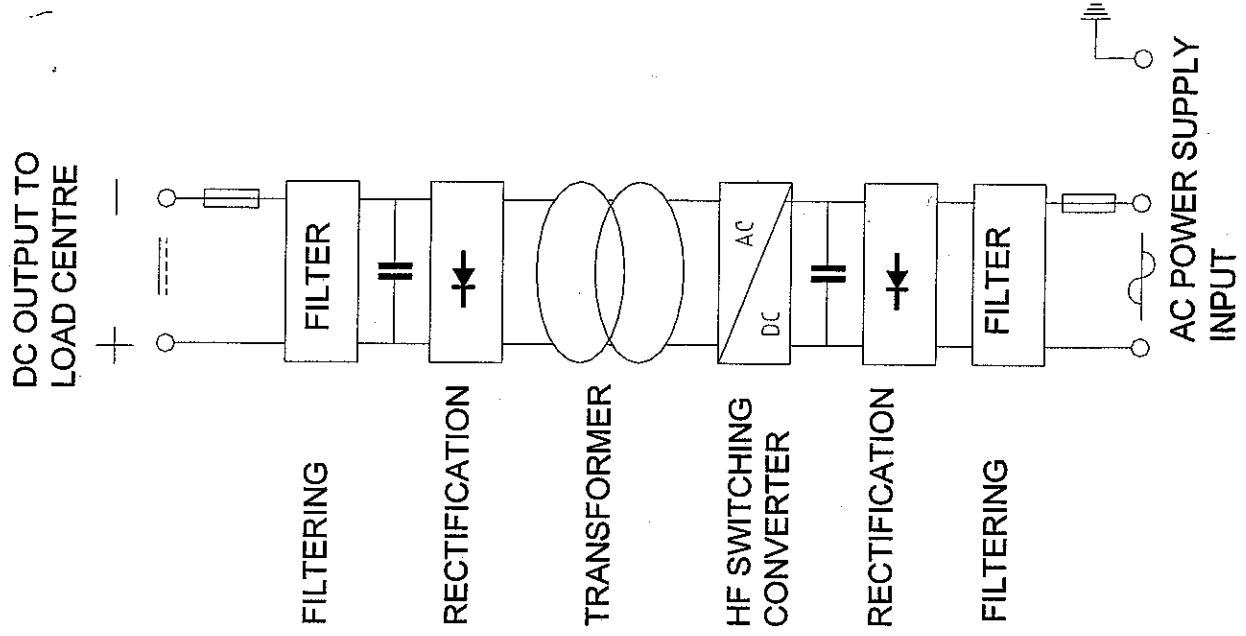 DC OUTPUT TO
LOAD CENTRE
+
−
FILTERING
FILTER
RECTIFICATION
TRANSFORMER
HF SWITCHING
CONVERTER
DC
AC
RECTIFICATION
FILTERING
FILTER
AC POWER SUPPLY
INPUT